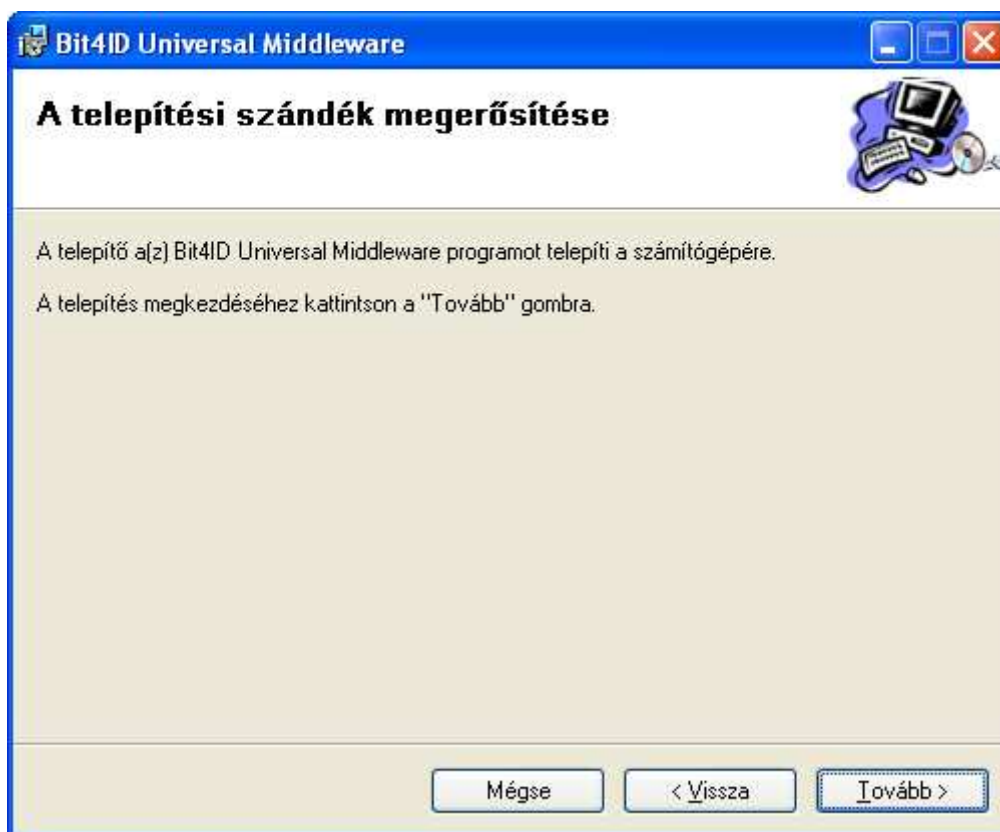 Bit4ID Universal Middleware
A telepítési szándék megerősítése
A telepítő a(z) Bit4ID Universal Middleware programot telepíti a számítógépére.
A telepítés megkezdéséhez kattintson a "Tovább" gombra.
Mégse
< Vissza
Tovább >